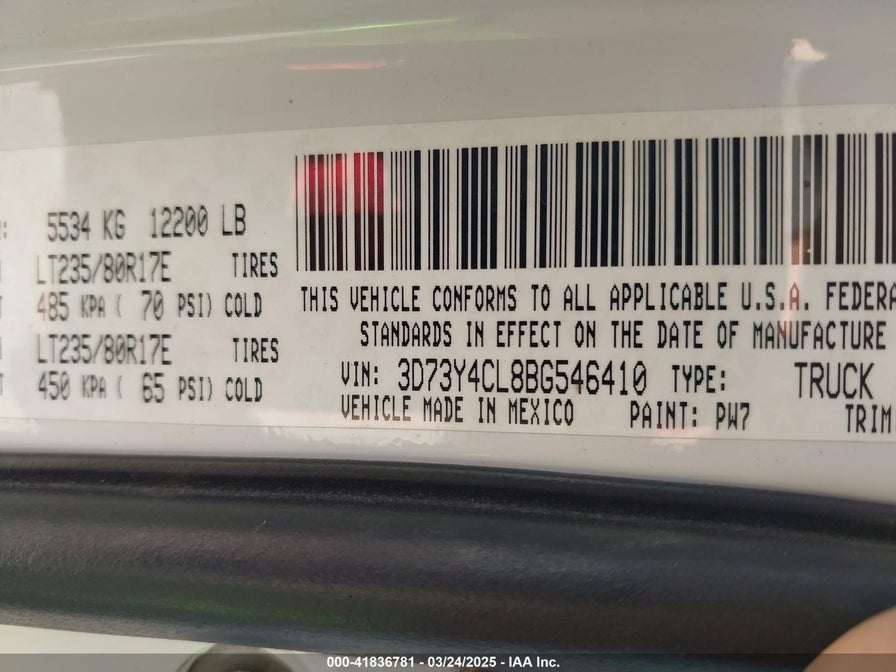 5534 KG 12200 LB
LT235/80R17E TIRES
485 KPA ( 70 PSI) COLD
LT235/80R17E TIRES
450 KPA ( 65 PSI) COLD
THIS VEHICLE CONFORMS TO ALL APPLICABLE U.S.A. FEDERA
STANDARDS IN EFFECT ON THE DATE OF MANUFACTURE
VIN: 3D73Y4CL8BG546410 TYPE: TRUCK
VEHICLE MADE IN MEXICO PAINT: PW7 TRIM
000-41836781 - 03/24/2025 - IAA Inc.